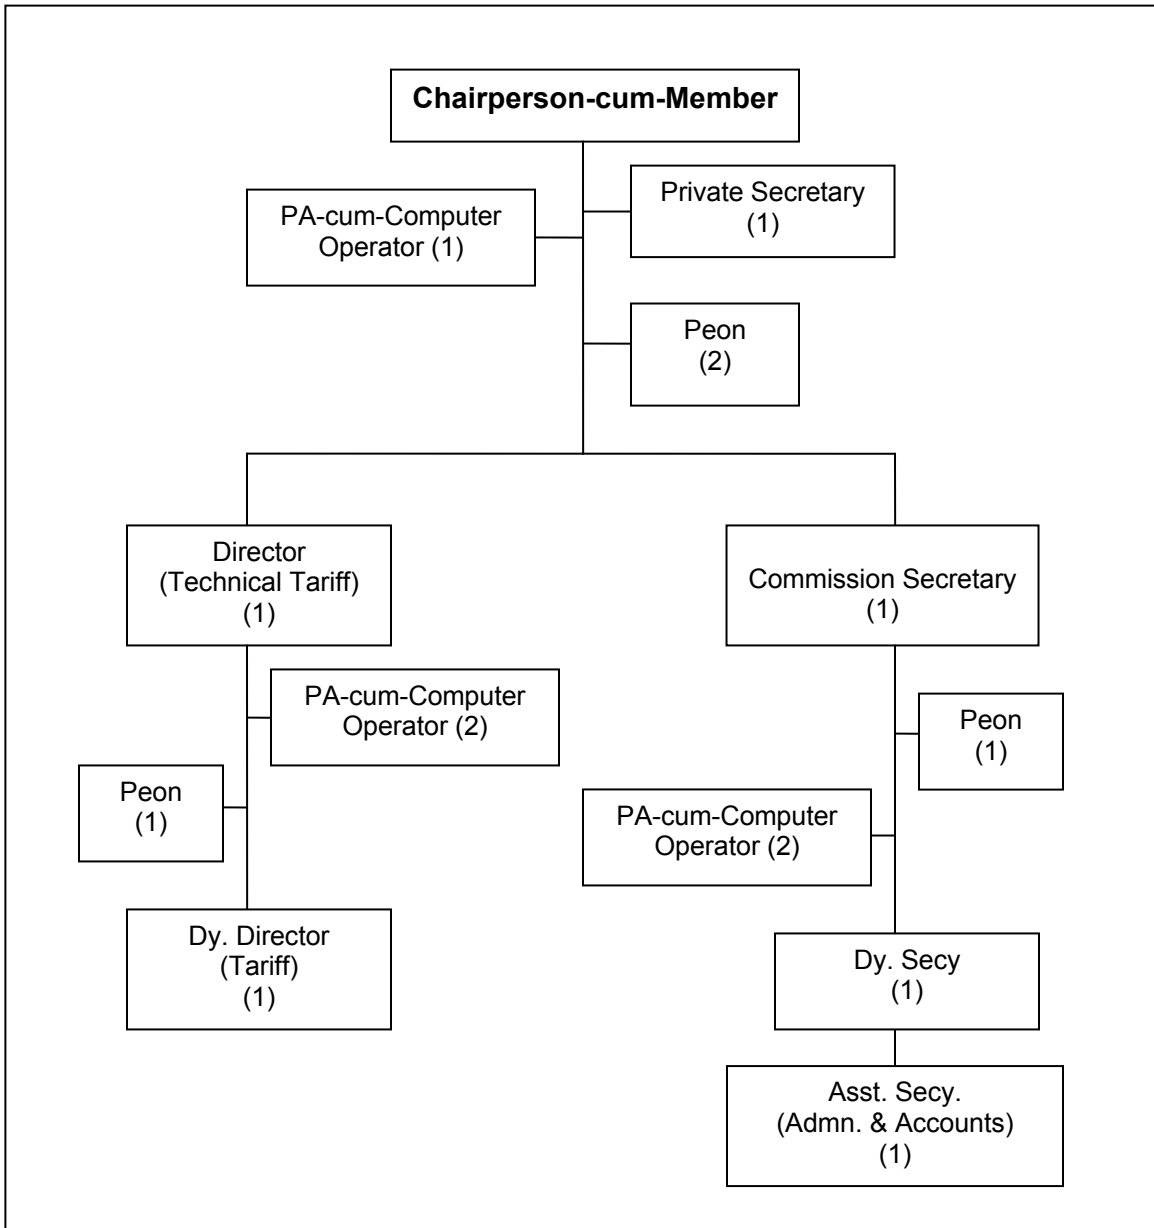 Chairperson-cum-Member
Private Secretary
(1)
PA-cum-Computer
Operator (1)
Peon
(2)
Director
(Technical Tariff)
(1)
Commission Secretary
(1)
PA-cum-Computer
Operator (2)
Peon
(1)
Peon
(1)
PA-cum-Computer
Operator (2)
Dy. Director
(Tariff)
(1)
Dy. Secy
(1)
Asst. Secy.
(Admn. & Accounts)
(1)